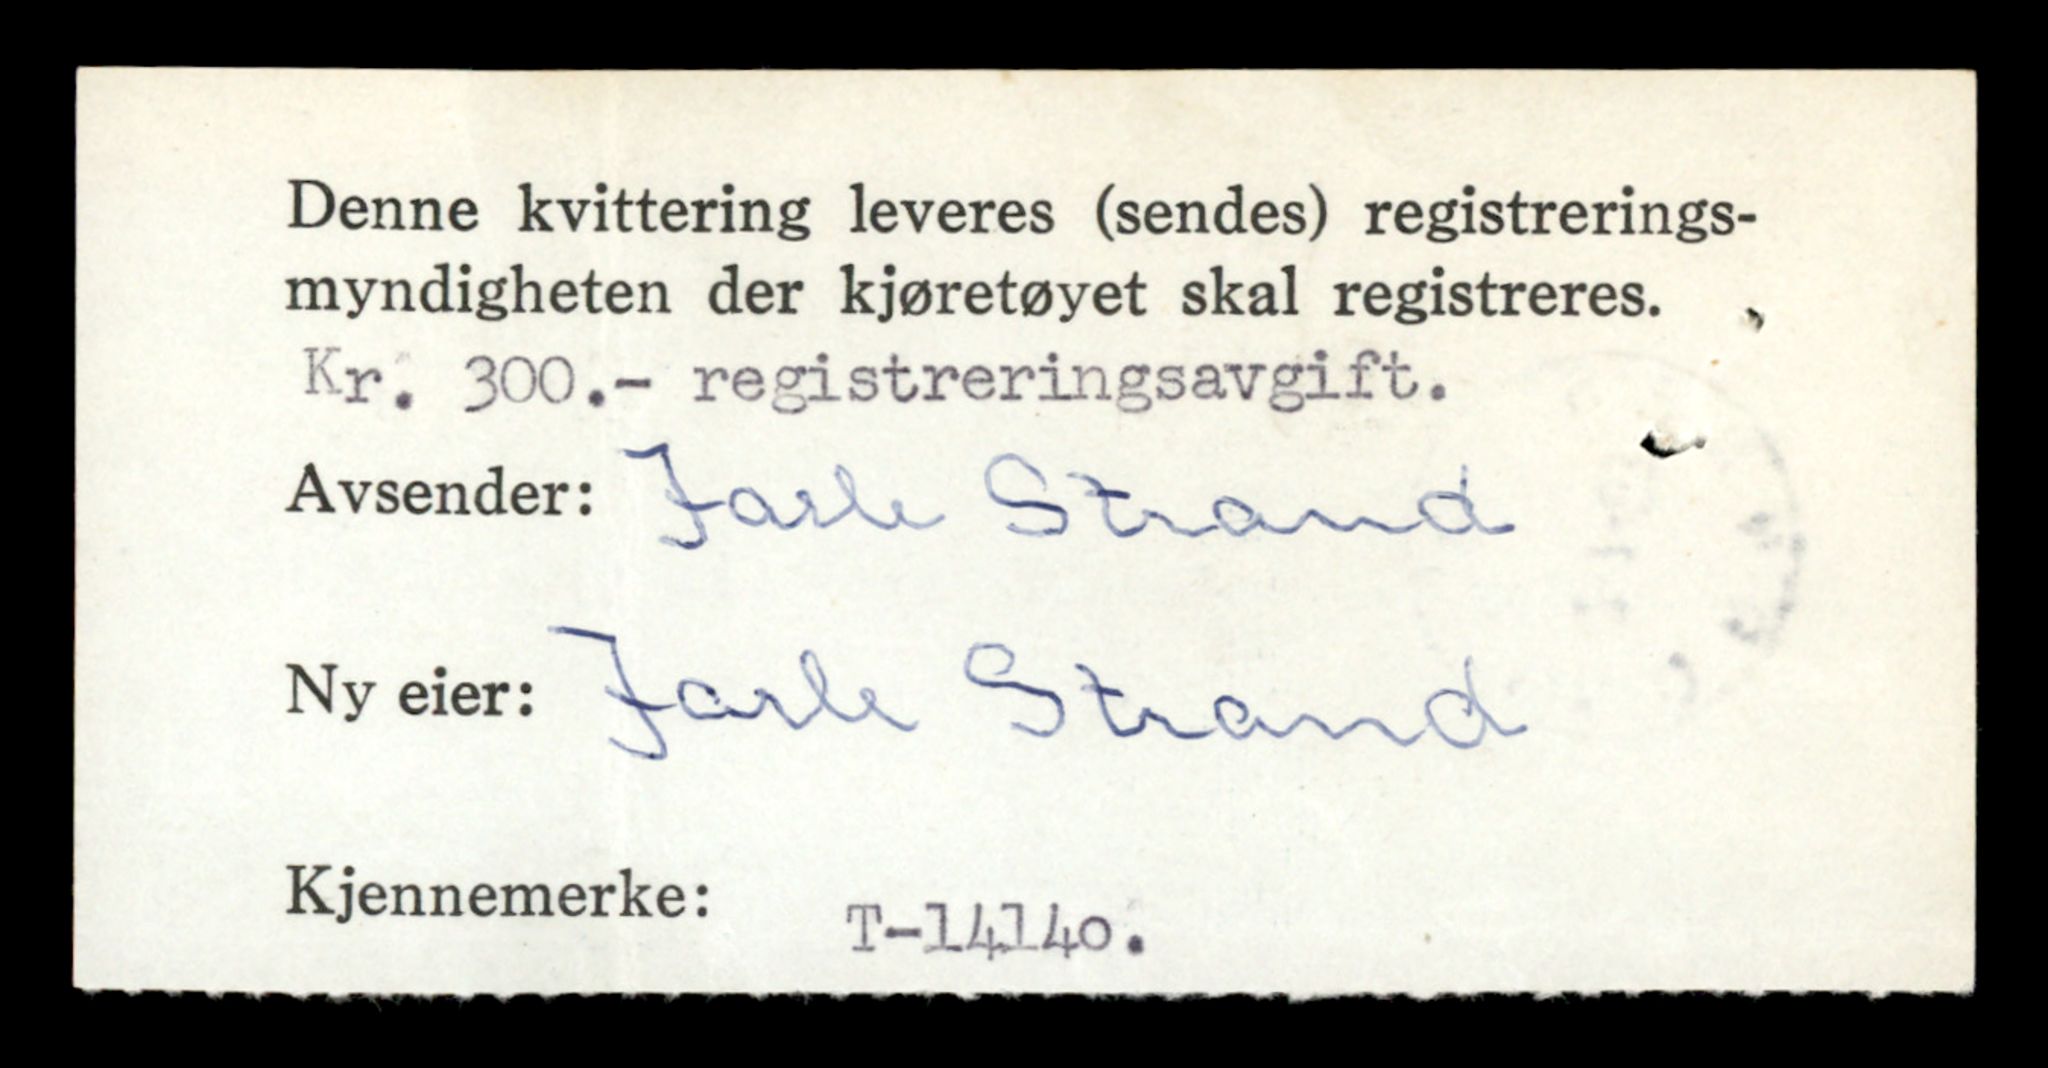 Denne kvittering leveres (sendes) registrerings-
myndigheten der kjøretøyet skal registreres.
Kr. 300.- registreringsavgift.
Avsender: Jarle Strand
Ny eier: Jarle Strand
Kjennemerke: T-14140.